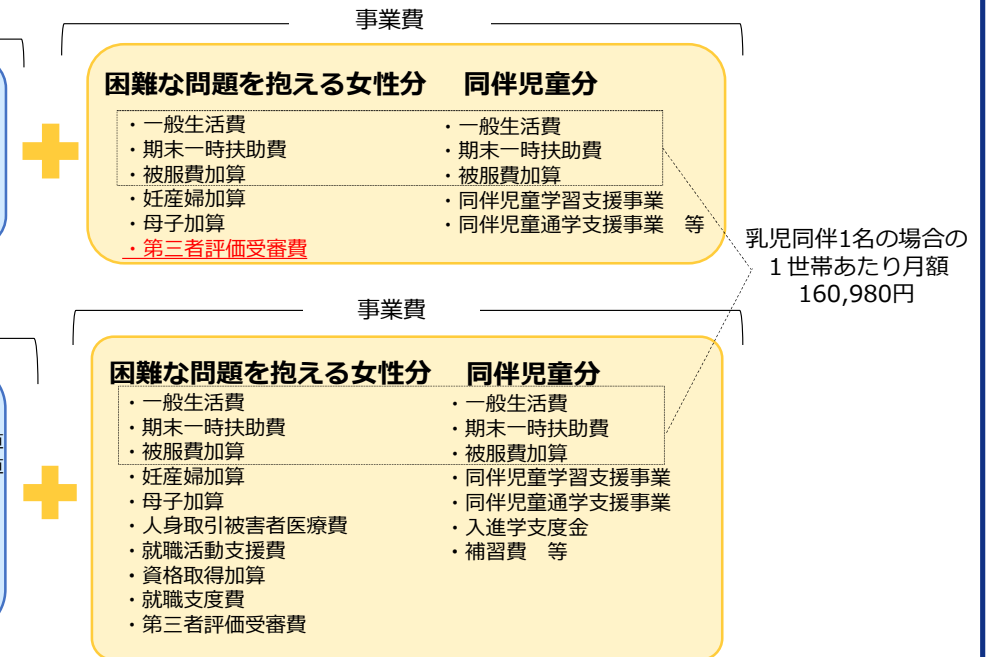 事業費
困難な問題を抱える女性分　同伴児童分
・一般生活費
・期末一時扶助費
・被服費加算
・妊産婦加算
・母子加算
・第三者評価受審費
・一般生活費
・期末一時扶助費
・被服費加算
・同伴児童学習支援事業
・同伴児童通学支援事業　等
乳児同伴1名の場合の
１世帯あたり月額
160,980円
事業費
困難な問題を抱える女性分　同伴児童分
・一般生活費
・期末一時扶助費
・被服費加算
・妊産婦加算
・母子加算
・人身取引被害者医療費
・就職活動支援費
・資格取得加算
・就職支度費
・第三者評価受審費
・一般生活費
・期末一時扶助費
・被服費加算
・同伴児童学習支援事業
・同伴児童通学支援事業
・入進学支度金
・補習費　等